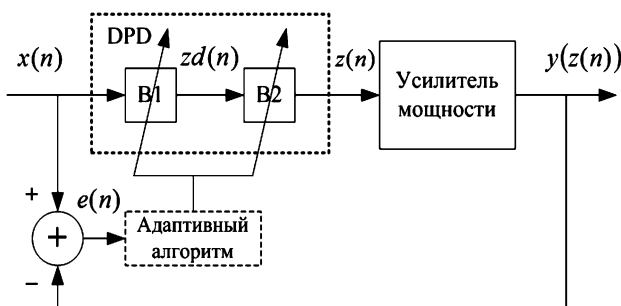 DPD
x(n)
zd(n)
z(n)
y(z(n))
B1
B2
Усилитель
мощности
+
e(n)
+
Адаптивный
алгоритм
−